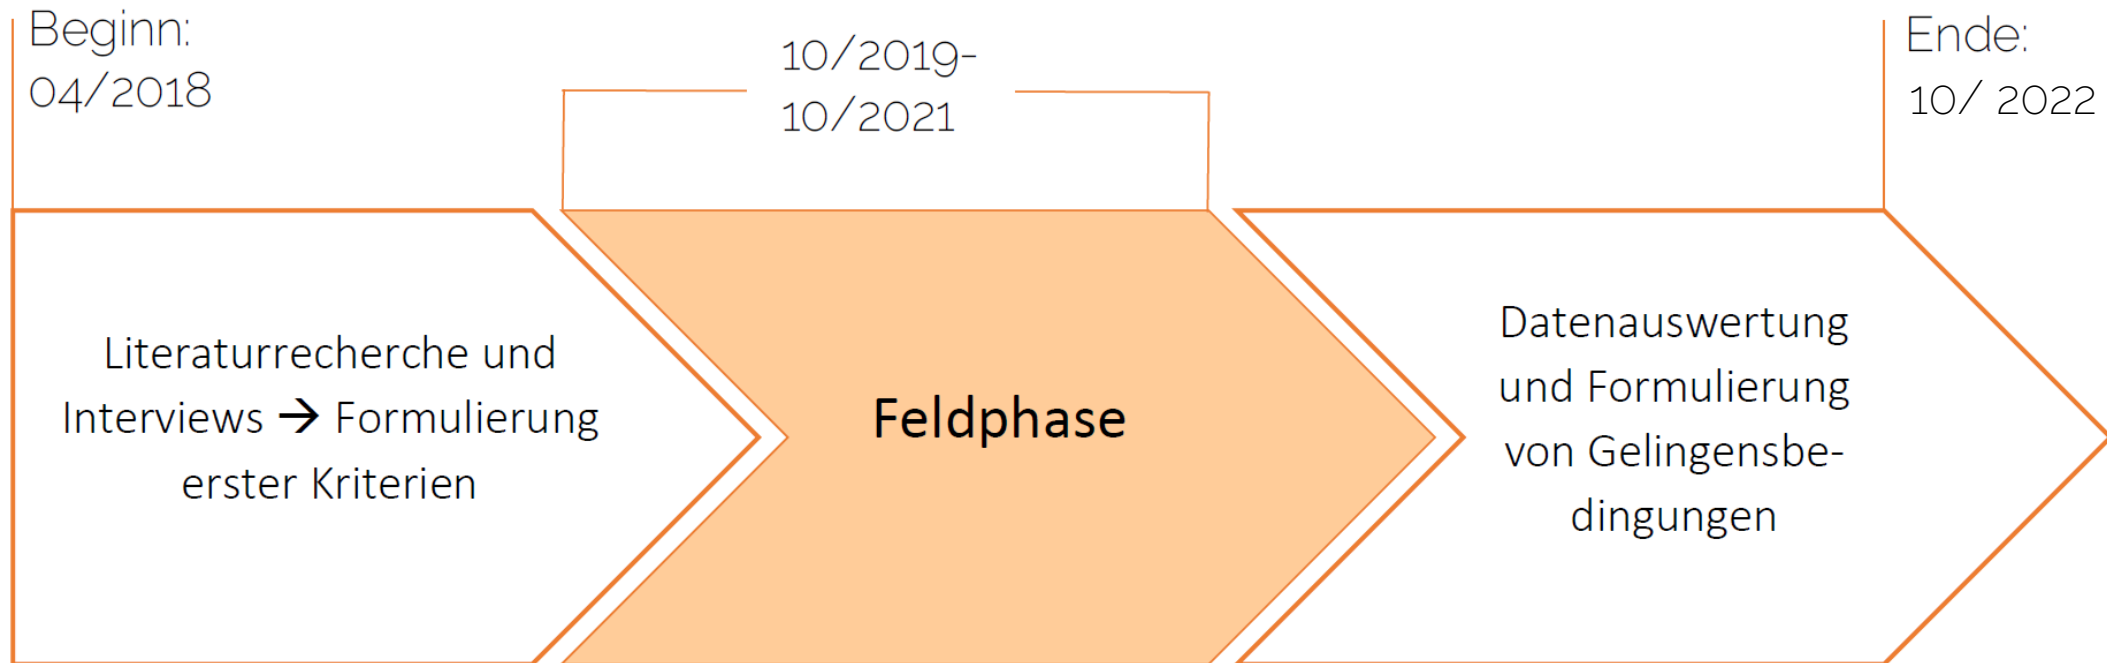 Beginn:
04/2018
10/2019-
10/2021
Ende:
10/ 2022
Literaturrecherche und
Interviews → Formulierung
erster Kriterien
Feldphase
Datenauswertung
und Formulierung
von Gelingensbe-
dingungen